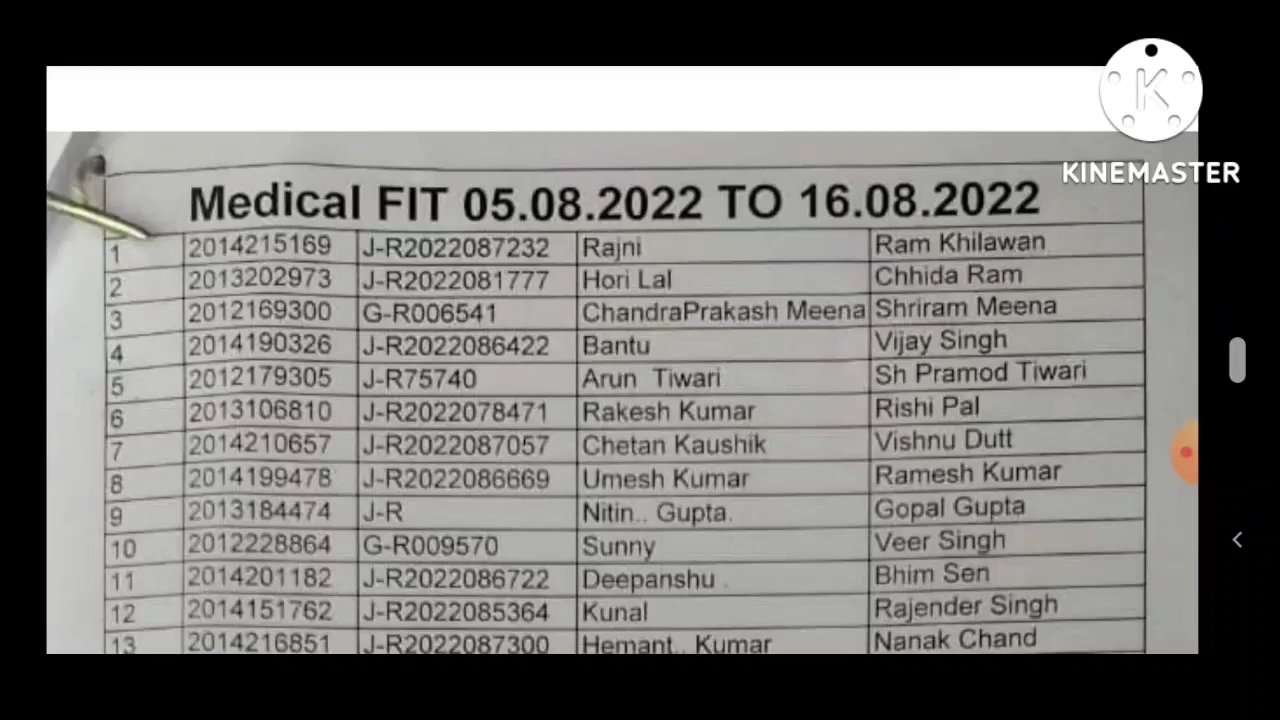 KINEMASTER
Medical FIT 05.08.2022 TO 16.08.2022
1 2014215169 J-R2022087232 Rajni Ram Khilawan
2 2013202973 J-R2022081777 Hori Lal Chhida Ram
3 2012169300 G-R006541 ChandraPrakash Meena Shriram Meena
4 2014190326 J-R2022086422 Bantu Vijay Singh
5 2012179305 J-R75740 Arun Tiwari Sh Pramod Tiwari
6 2013106810 J-R2022078471 Rakesh Kumar Rishi Pal
7 2014210657 J-R2022087057 Chetan Kaushik Vishnu Dutt
8 2014199478 J-R2022086669 Umesh Kumar Ramesh Kumar
9 2013184474 J-R Nitin.. Gupta. Gopal Gupta
10 2012228864 G-R009570 Sunny Veer Singh
11 2014201182 J-R2022086722 Deepanshu . Bhim Sen
12 2014151762 J-R2022085364 Kunal Rajender Singh
13 2014216851 J-R2022087300 Hemant.. Kumar Nanak Chand